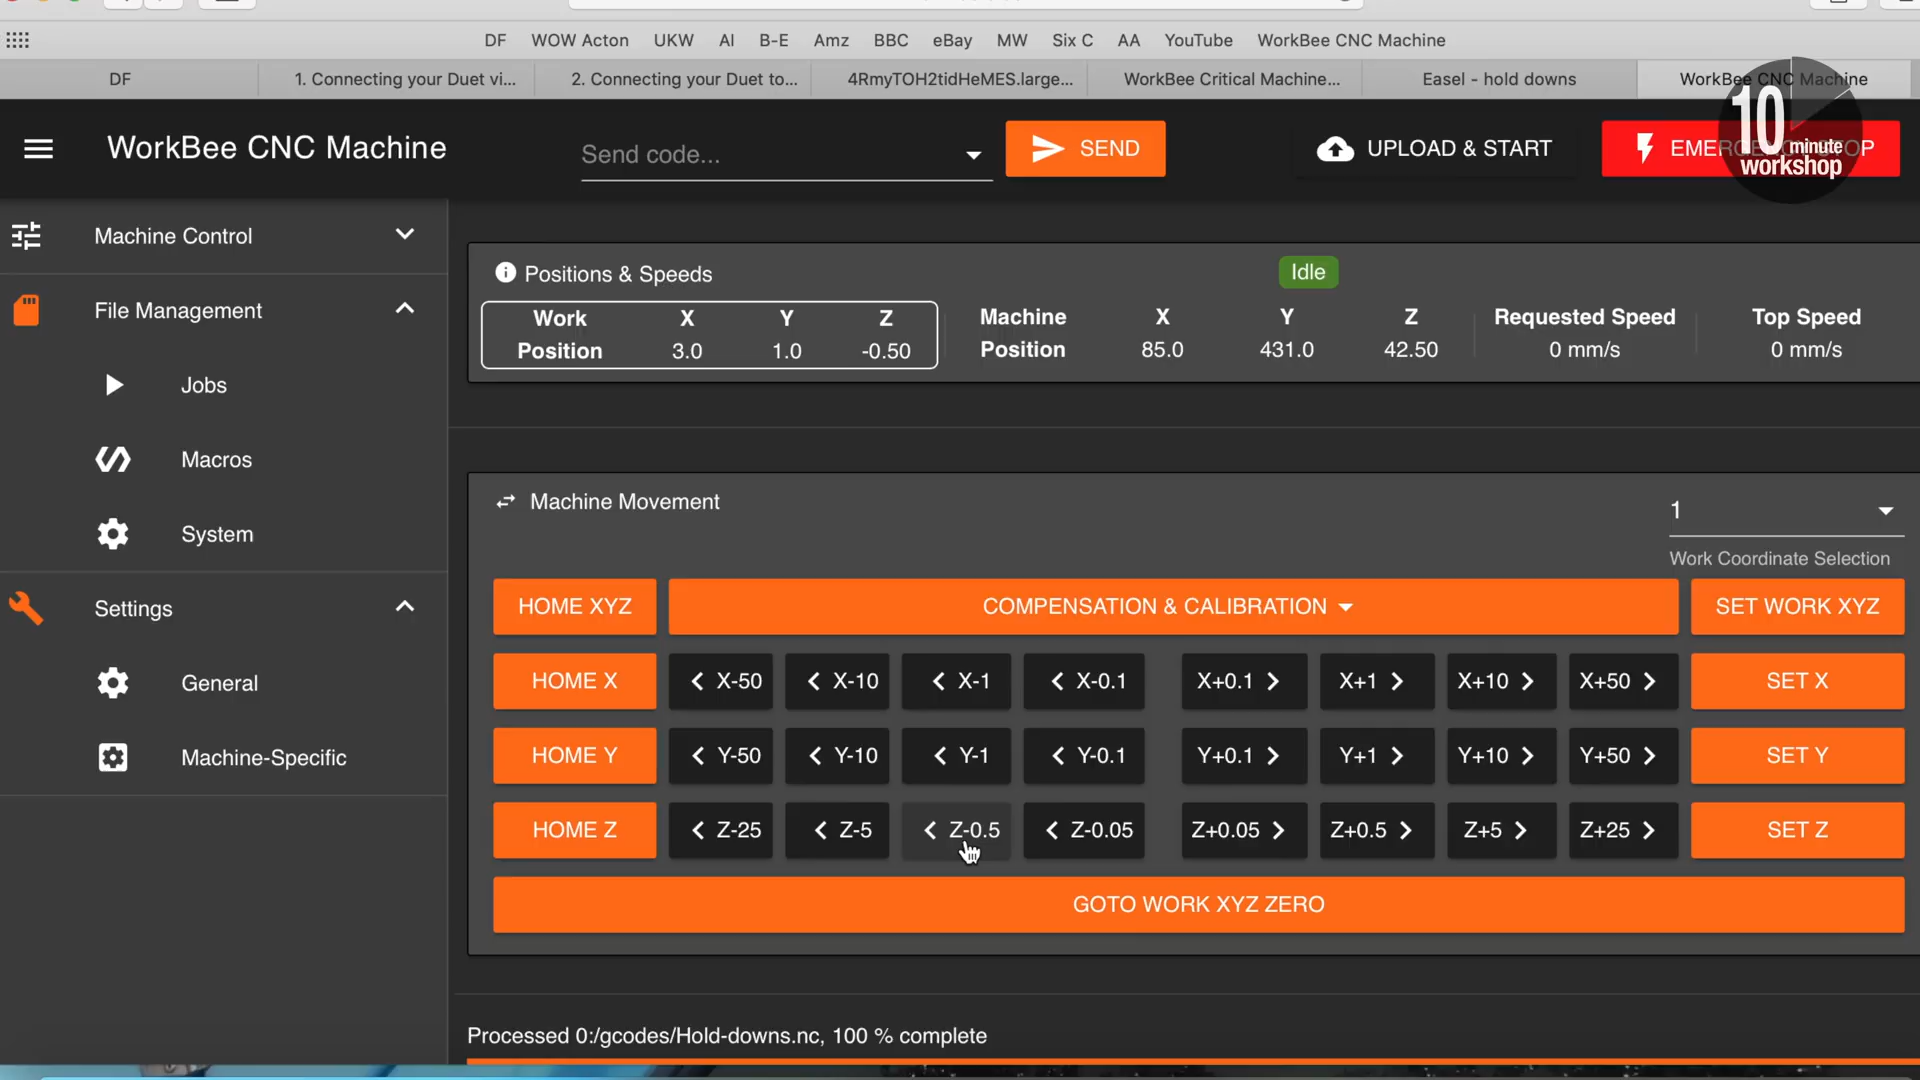 DF WOW Acton UKW AI B-E Amz BBC eBay MW Six C AA YouTube WorkBee CNC Machine
DF 1. Connecting your Duet vi... 2. Connecting your Duet to... 4RmyTOH2tidHeMES.large... WorkBee Critical Machine... Easel - hold downs WorkBee CNC Machine
10 minute workshop
WorkBee CNC Machine Send code... SEND UPLOAD & START
Machine Control
File Management
Jobs
Macros
System
Settings
General
Machine-Specific
Positions & Speeds Idle
Work X Y Z Machine X Y Z Requested Speed Top Speed
Position 3.0 1.0 -0.50 Position 85.0 431.0 42.50 0 mm/s 0 mm/s
Machine Movement 1
Work Coordinate Selection
HOME XYZ COMPENSATION & CALIBRATION SET WORK XYZ
HOME X X-50 X-10 X-1 X-0.1 X+0.1 X+1 X+10 X+50 SET X
HOME Y Y-50 Y-10 Y-1 Y-0.1 Y+0.1 Y+1 Y+10 Y+50 SET Y
HOME Z Z-25 Z-5 Z-0.5 Z-0.05 Z+0.05 Z+0.5 Z+5 Z+25 SET Z
GOTO WORK XYZ ZERO
Processed 0:/gcodes/Hold-downs.nc, 100 % complete